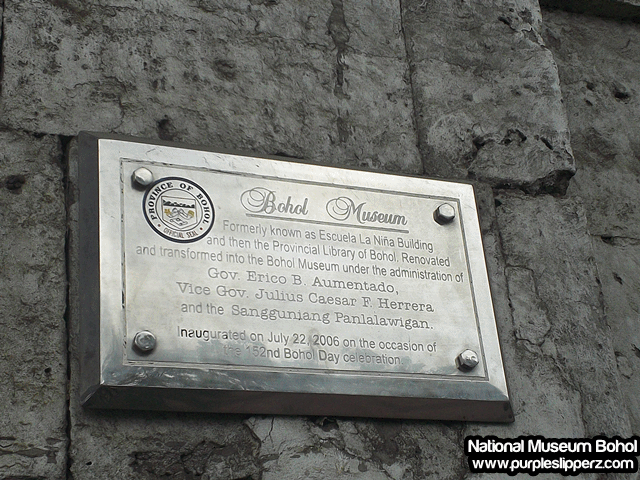 PROVINCE OF BOHOL
OFFICIAL SEAL
Bohol Museum
Formerly known as Escuela La Niña Building
and then the Provincial Library of Bohol. Renovated
and transformed into the Bohol Museum under the administration of
Gov. Erico B. Aumentado,
Vice Gov. Julius Caesar F. Herrera
and the Sangguniang Panlalawigan.
Inaugurated on July 22, 2006 on the occasion of
the 152nd Bohol Day celebration.
National Museum Bohol
www.purpleslipperz.com